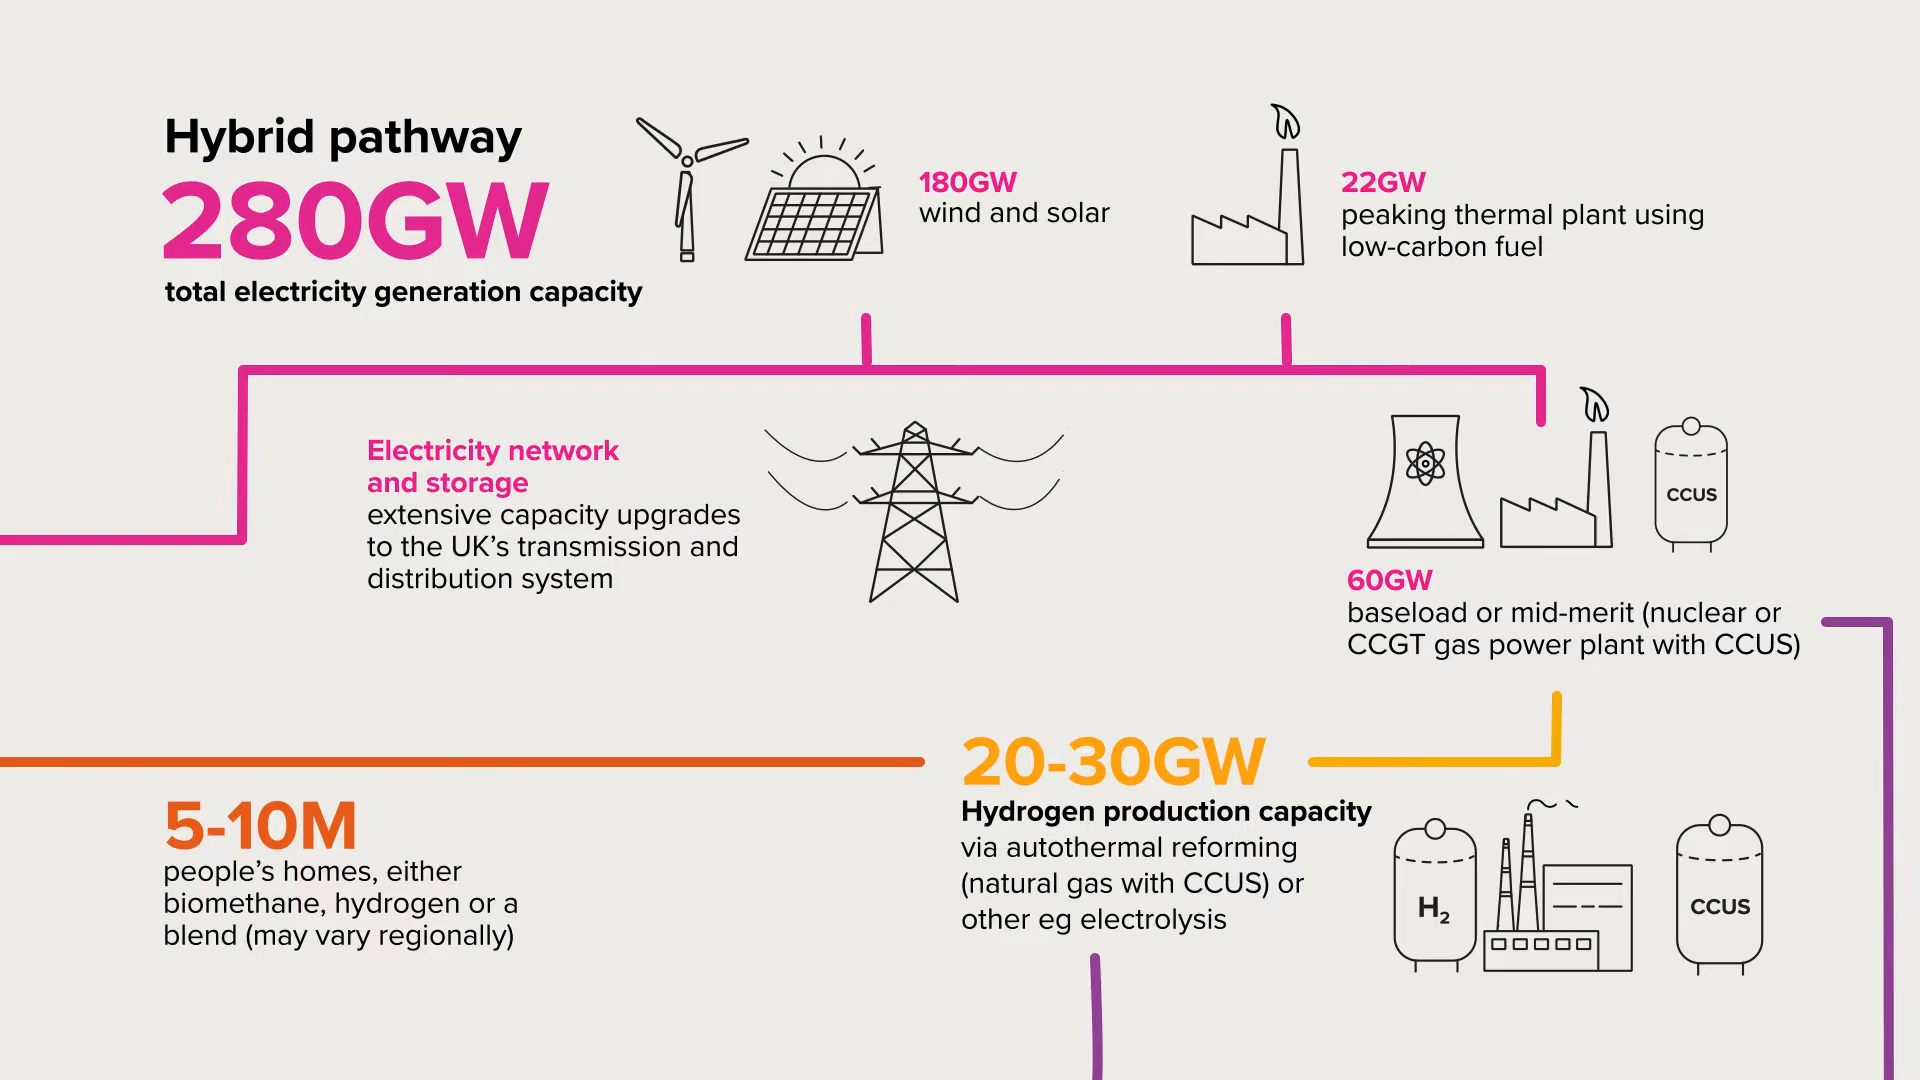 Hybrid pathway
280GW
total electricity generation capacity
180GW
wind and solar
22GW
peaking thermal plant using
low-carbon fuel
Electricity network
and storage
extensive capacity upgrades
to the UK's transmission and
distribution system
CCUS
60GW
baseload or mid-merit (nuclear or
CCGT gas power plant with CCUS)
5-10M
people's homes, either
biomethane, hydrogen or a
blend (may vary regionally)
20-30GW
Hydrogen production capacity
via autothermal reforming
(natural gas with CCUS) or
other eg electrolysis
H₂
CCUS